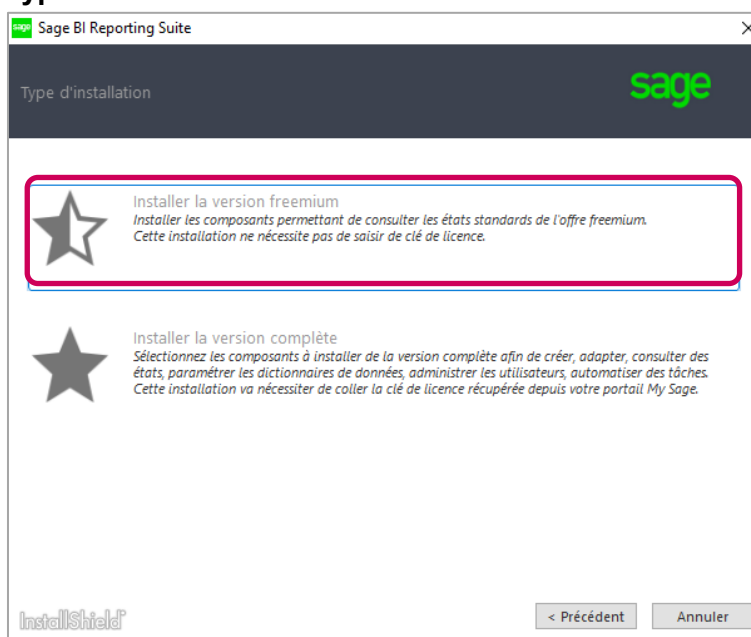 Sage BI Reporting Suite
Type d'installation
sage
Installer la version freemium
Installer les composants permettant de consulter les états standards de l'offre freemium.
Cette installation ne nécessite pas de saisir de clé de licence.
Installer la version complète
Sélectionnez les composants à installer de la version complète afin de créer, adapter, consulter des
états, paramétrer les dictionnaires de données, administrer les utilisateurs, automatiser des tâches.
Cette installation va nécessiter de coller la clé de licence récupérée depuis votre portail My Sage.
InstallShield
< Précédent
Annuler